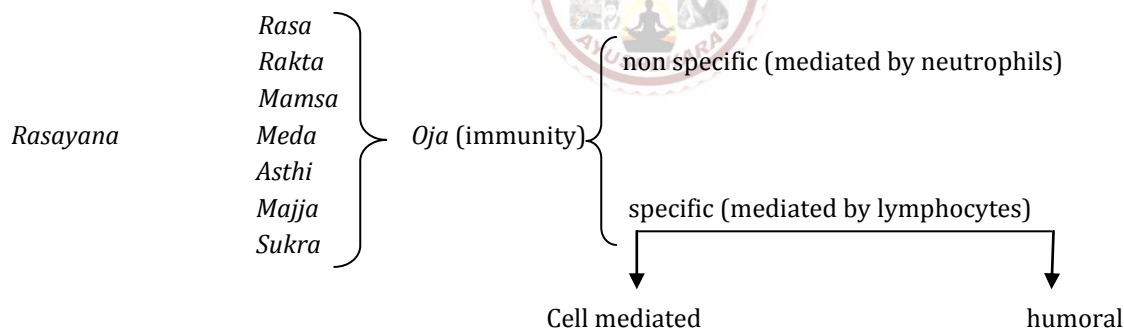 Rasa
Rakta
Mamsa
Meda
Asthi
Majja
Sukra
Rasayana
Oja (immunity)
non specific (mediated by neutrophils)
specific (mediated by lymphocytes)
Cell mediated
humoral